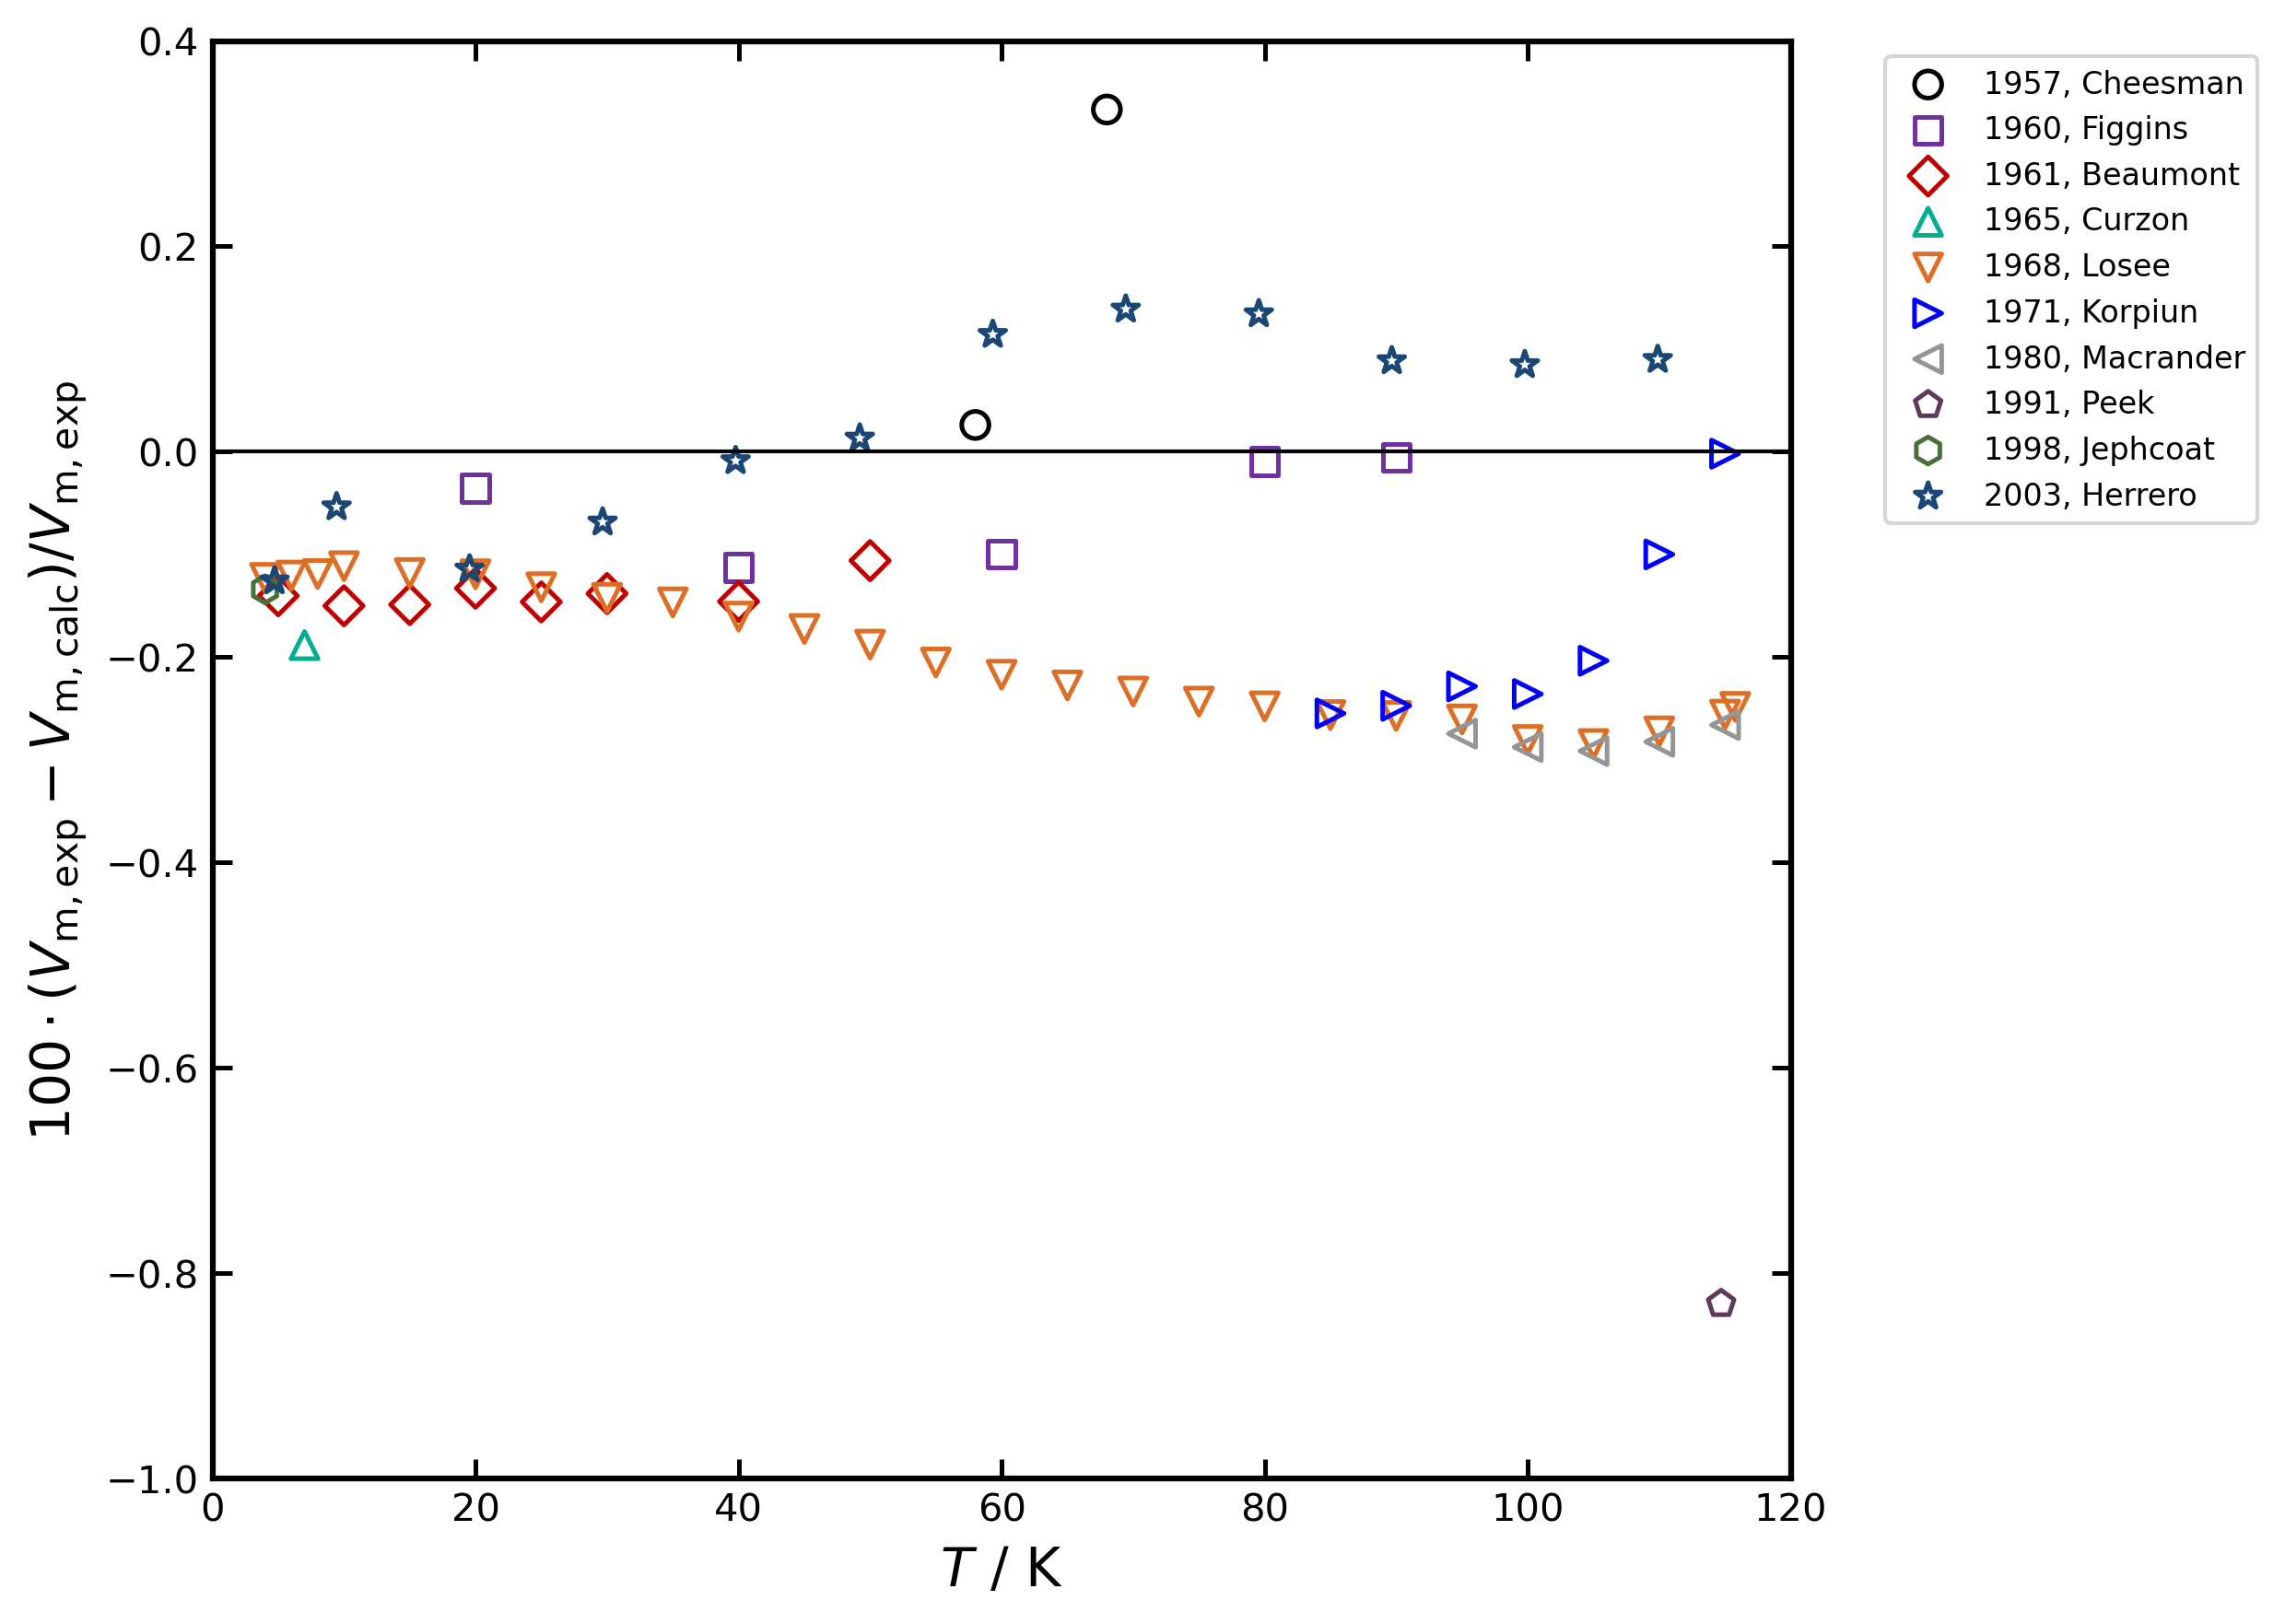 0.4
0.2
0.0
−0.2
−0.4
−0.6
−0.8
−1.0
0 20 40 60 80 100 120
T / K
100 · (Vm, exp − Vm, calc)/Vm, exp
1957, Cheesman
1960, Figgins
1961, Beaumont
1965, Curzon
1968, Losee
1971, Korpiun
1980, Macrander
1991, Peek
1998, Jephcoat
2003, Herrero